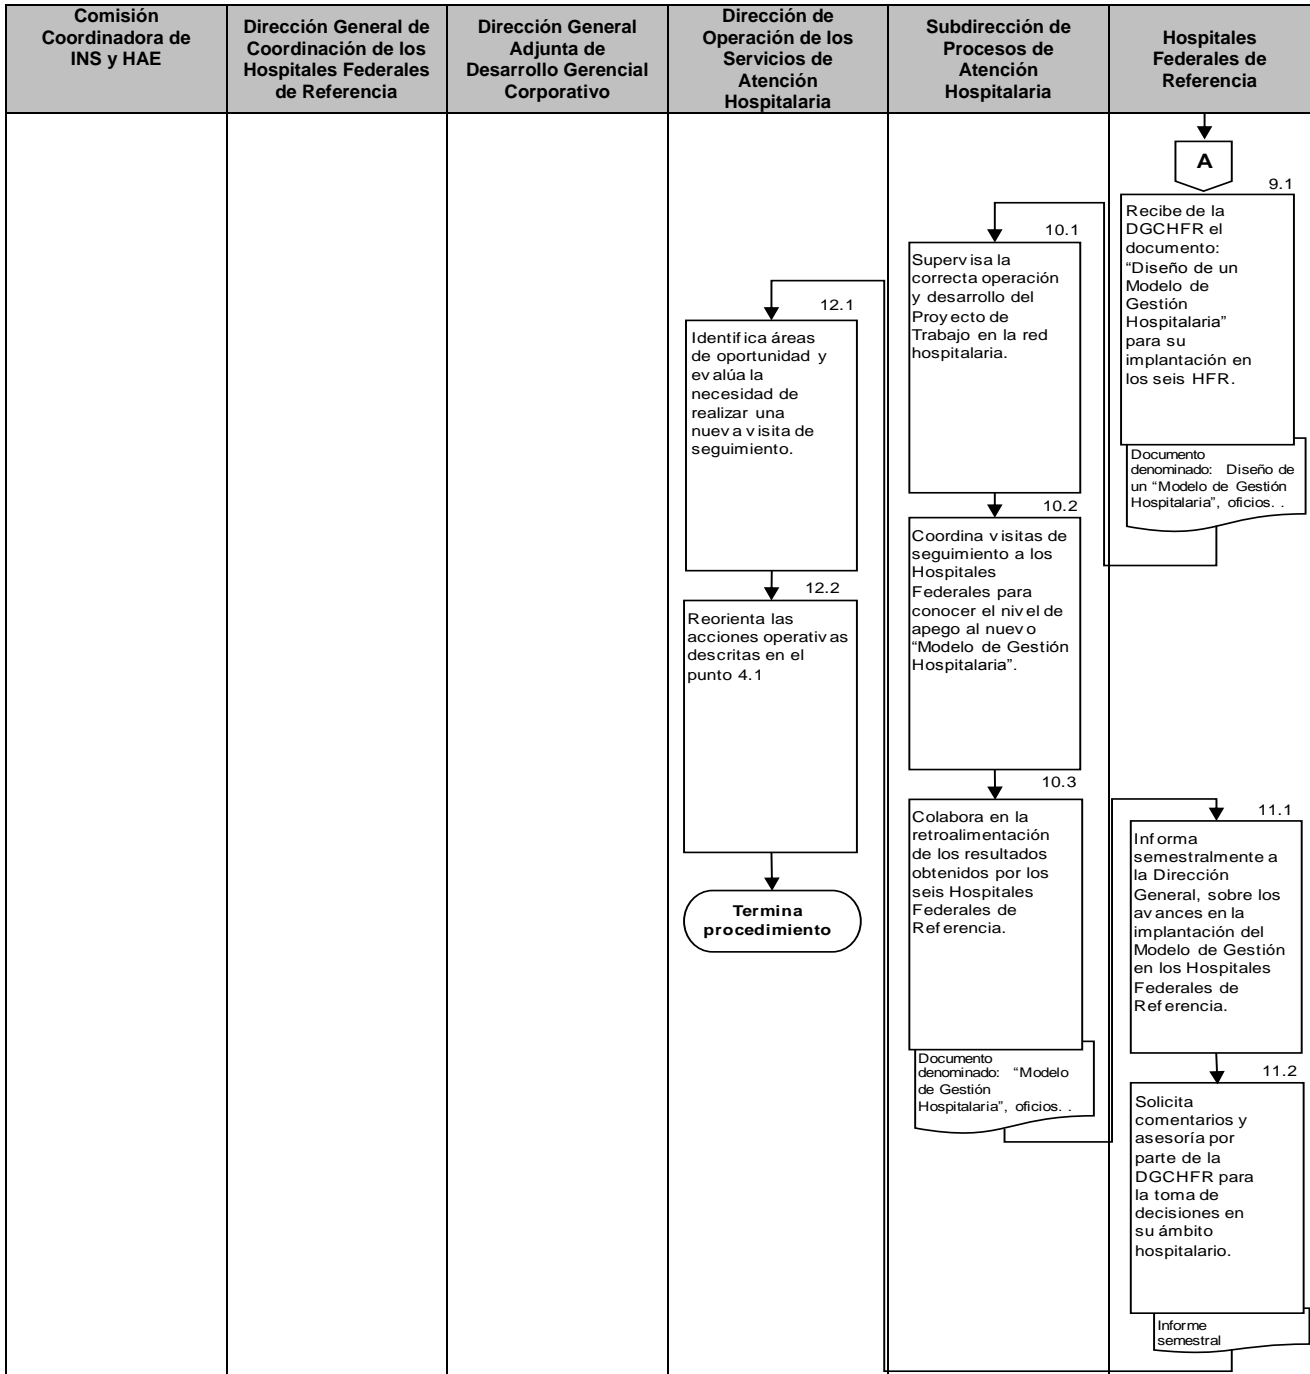 Comisión
Coordinadora de
INS y HAE
Dirección General de
Coordinación de los
Hospitales Federales
de Referencia
Dirección General
Adjunta de
Desarrollo Gerencial
Corporativo
Dirección de
Operación de los
Servicios de
Atención
Hospitalaria
Subdirección de
Procesos de
Atención
Hospitalaria
Hospitales
Federales de
Referencia
A
9.1
Recibe de la
DGCHFR el
documento:
“Diseño de un
Modelo de
Gestión
Hospitalaria”
para su
implantación en
los seis HFR.
Documento
denominado: Diseño de
un “Modelo de Gestión
Hospitalaria”, oficios. .
10.1
Supervisa la
correcta operación
y desarrollo del
Proyecto de
Trabajo en la red
hospitalaria.
10.2
Coordina visitas de
seguimiento a los
Hospitales
Federales para
conocer el nivel de
apego al nuevo
“Modelo de Gestión
Hospitalaria”.
10.3
Colabora en la
retroalimentación
de los resultados
obtenidos por los
seis Hospitales
Federales de
Referencia.
Documento
denominado: “Modelo
de Gestión
Hospitalaria”, oficios. .
11.1
Informa
semestralmente a
la Dirección
General, sobre los
avances en la
implantación del
Modelo de Gestión
en los Hospitales
Federales de
Referencia.
11.2
Solicita
comentarios y
asesoría por
parte de la
DGCHFR para
la toma de
decisiones en
su ámbito
hospitalario.
Informe
semestral
12.1
Identifica áreas
de oportunidad y
evalúa la
necesidad de
realizar una
nueva visita de
seguimiento.
12.2
Reorienta las
acciones operativas
descritas en el
punto 4.1
Termina
procedimiento